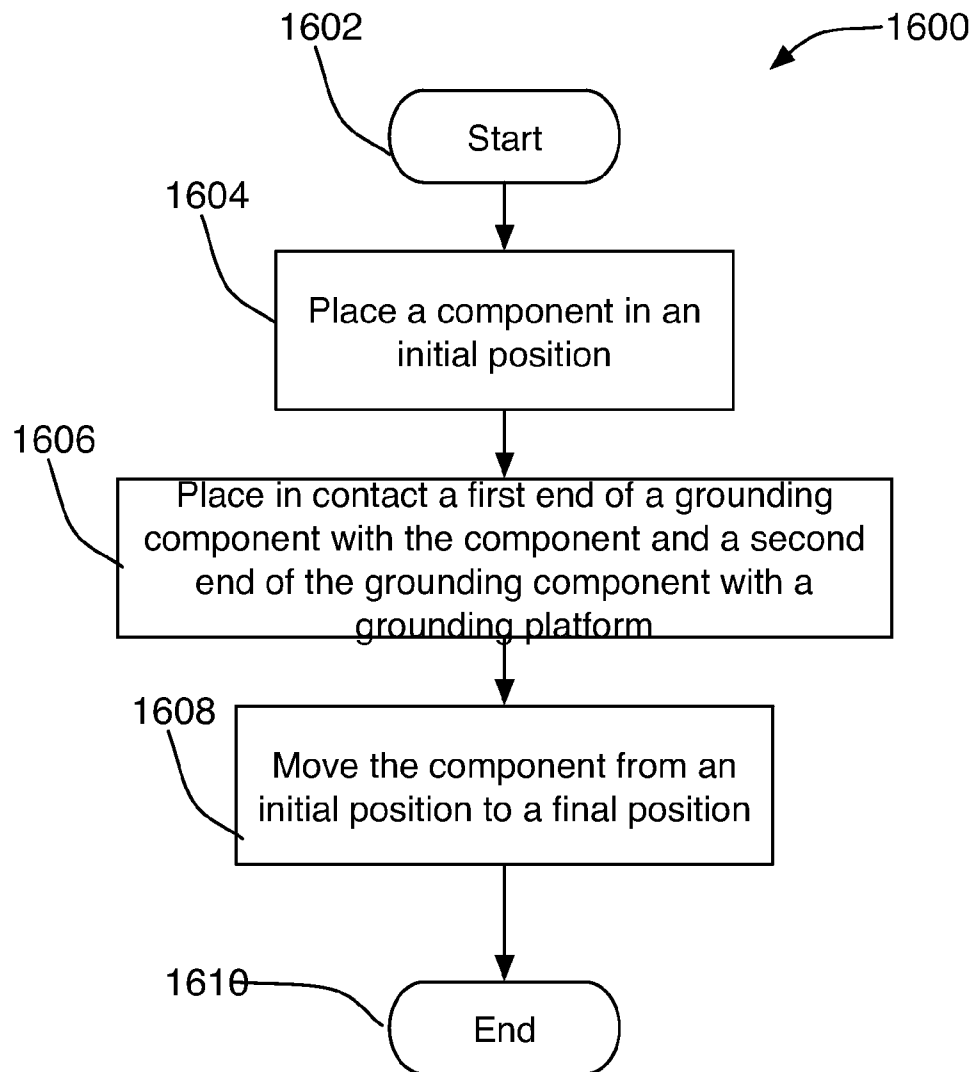 1602
1600
Start
1604
Place a component in an
initial position
1606
Place in contact a first end of a grounding
component with the component and a second
end of the grounding component with a
grounding platform
1608
Move the component from an
initial position to a final position
1610
End